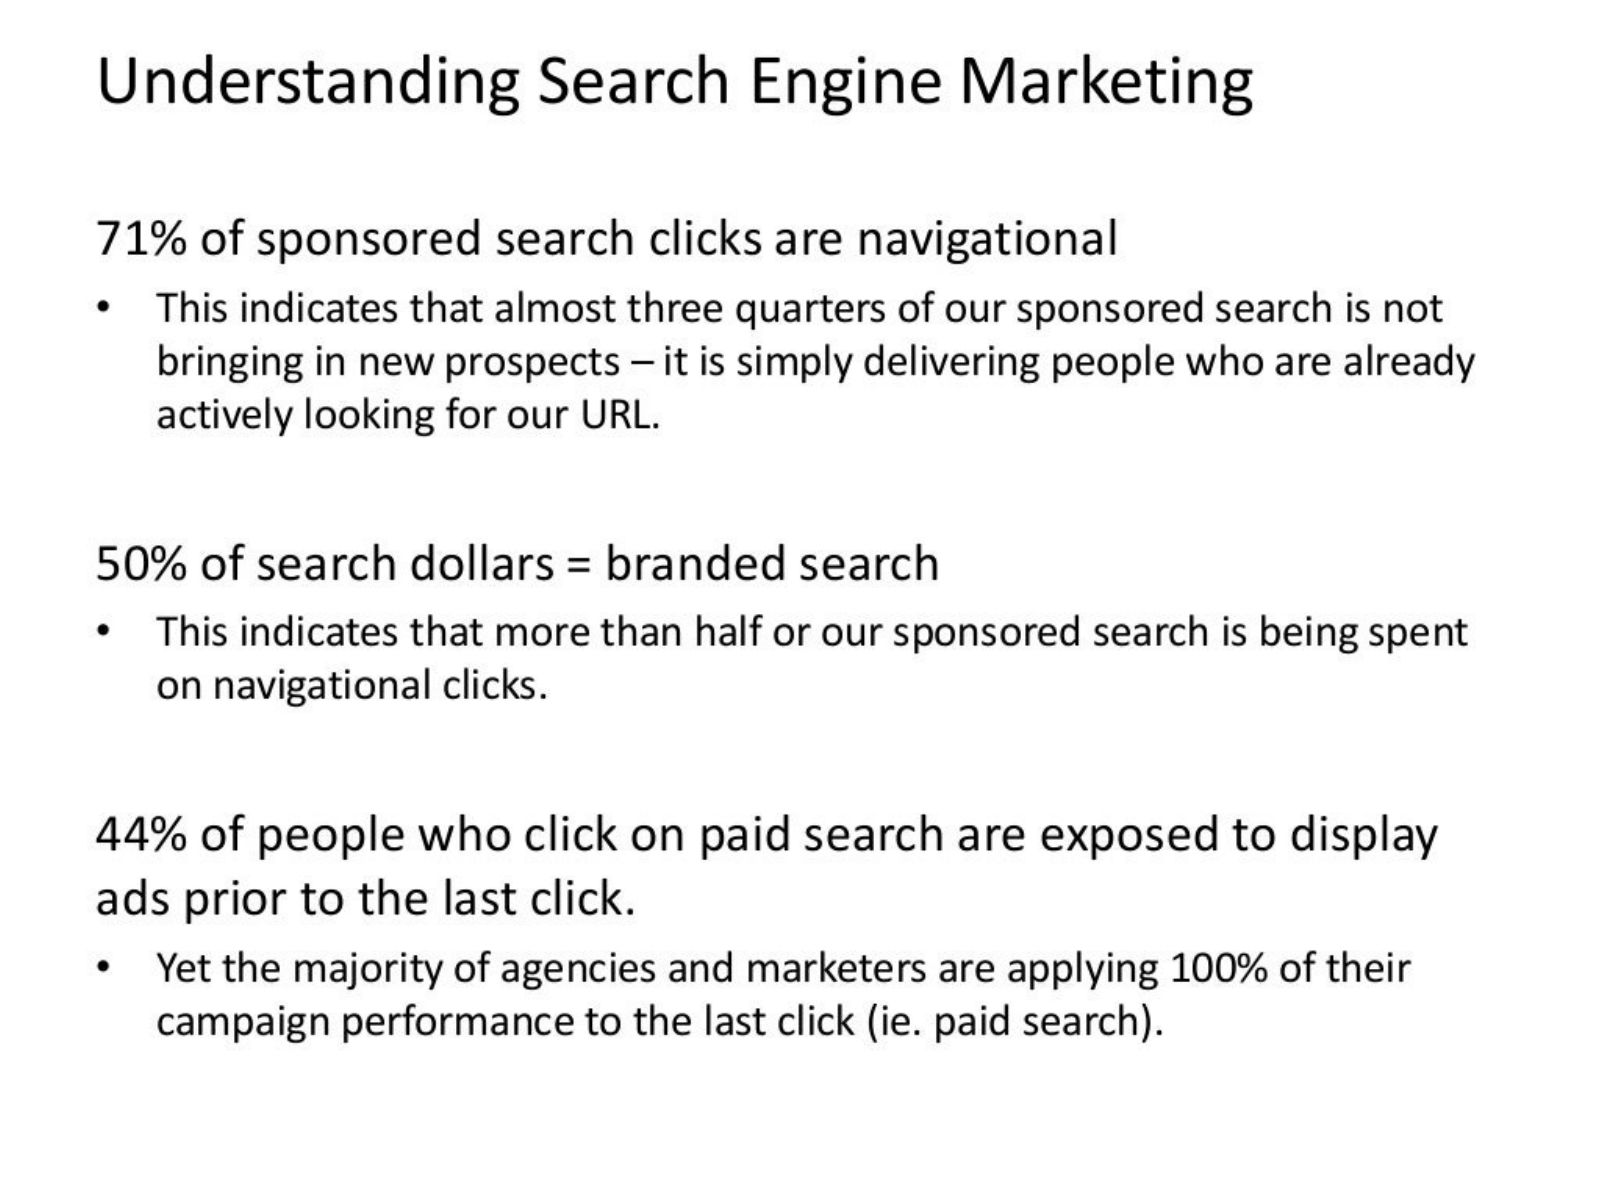 Understanding Search Engine Marketing
71% of sponsored search clicks are navigational
• This indicates that almost three quarters of our sponsored search is not
bringing in new prospects – it is simply delivering people who are already
actively looking for our URL.
50% of search dollars = branded search
• This indicates that more than half or our sponsored search is being spent
on navigational clicks.
44% of people who click on paid search are exposed to display
ads prior to the last click.
• Yet the majority of agencies and marketers are applying 100% of their
campaign performance to the last click (ie. paid search).